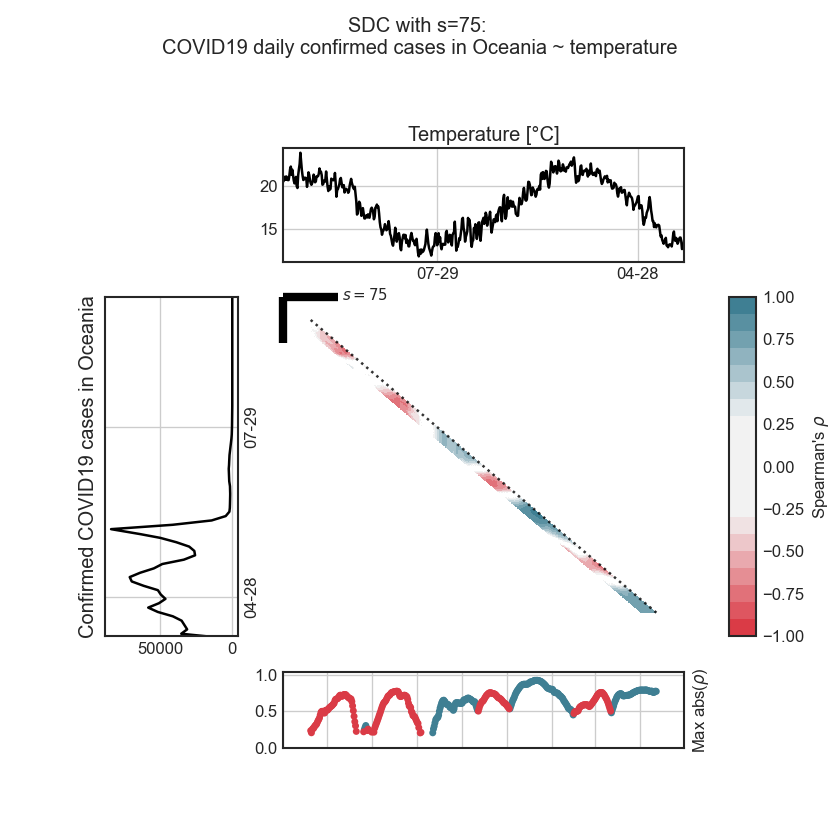 SDC with s=75:
COVID19 daily confirmed cases in Oceania ~ temperature
Temperature [°C]
20
15
07-29
04-28
s = 75
Confirmed COVID19 cases in Oceania
07-29
04-28
50000
0
1.00
0.75
0.50
0.25
0.00
−0.25
−0.50
−0.75
−1.00
Spearman's ρ
1.0
0.5
0.0
Max abs(ρ)